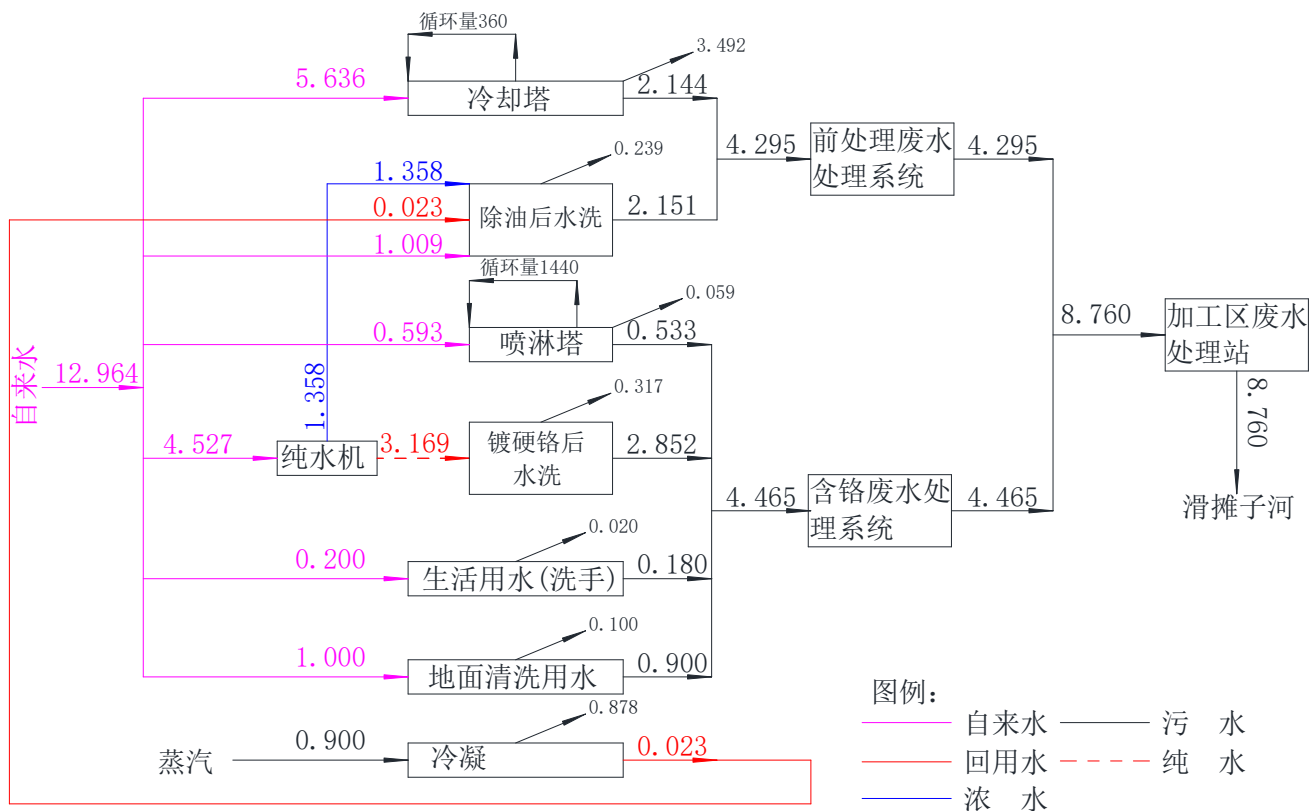 循环量360
3.492
5.636
冷却塔
2.144
4.295
前处理废水
处理系统
4.295
0.239
1.358
0.023
除油后水洗
2.151
1.009
循环量1440
0.059
0.593
喷淋塔
0.533
8.760
加工区废水
处理站
8.760
滑摊子河
自来水
12.964
1.358
0.317
4.527
纯水机
3.169
镀硬铬后
水洗
2.852
4.465
含铬废水处
理系统
4.465
0.020
0.200
生活用水(洗手)
0.180
0.100
1.000
地面清洗用水
0.900
0.878
蒸汽
0.900
冷凝
0.023
图例：
自来水
污 水
回用水
纯 水
浓 水